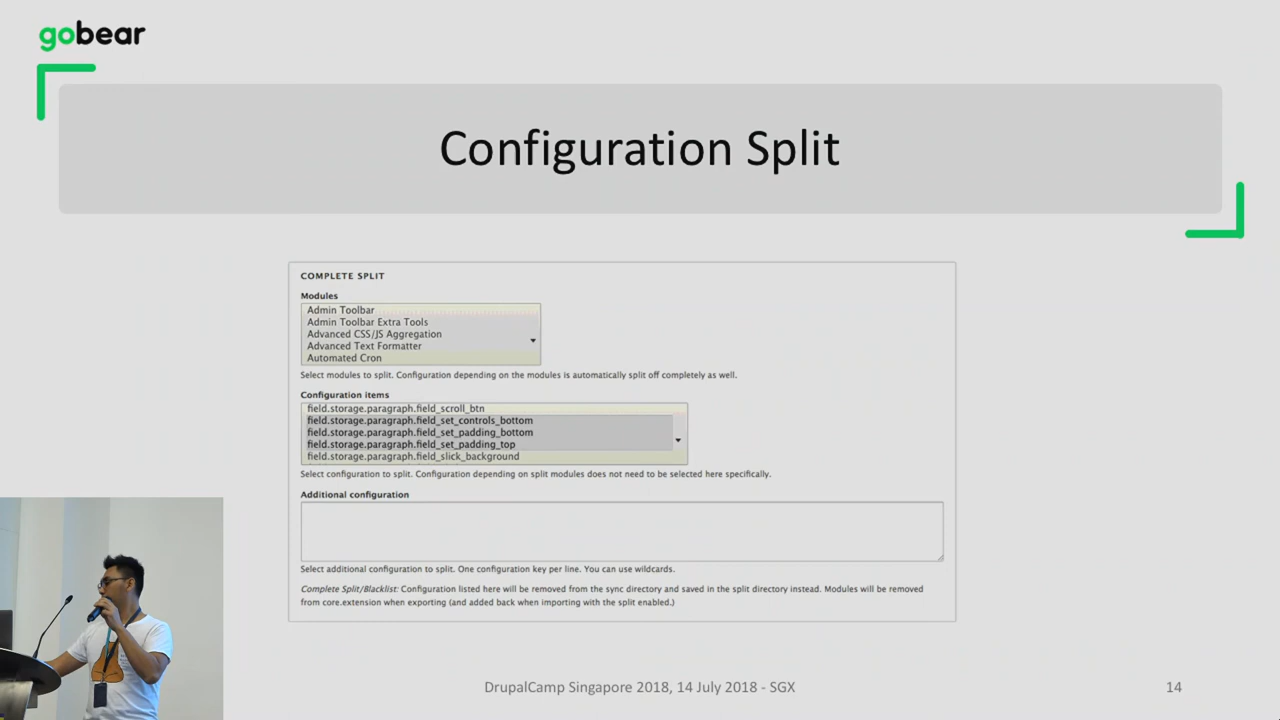 gobear
Configuration Split
COMPLETE SPLIT
Modules
Admin Toolbar
Admin Toolbar Extra Tools
Advanced CSS/JS Aggregation
Advanced Text Formatter
Automated Cron
Select modules to split. Configuration depending on the modules is automatically split off completely as well.
Configuration items
field.storage.paragraph.field_scroll_btn
field.storage.paragraph.field_set_controls_bottom
field.storage.paragraph.field_set_padding_bottom
field.storage.paragraph.field_set_padding_top
field.storage.paragraph.field_slick_background
Select configuration to split. Configuration depending on split modules does not need to be selected here specifically.
Additional configuration
Select additional configuration to split. One configuration key per line. You can use wildcards.
Complete Split/Blacklist: Configuration listed here will be removed from the sync directory and saved in the split directory instead. Modules will be removed
from core.extension when exporting (and added back when importing with the split enabled.)
DrupalCamp Singapore 2018, 14 July 2018 - SGX
14